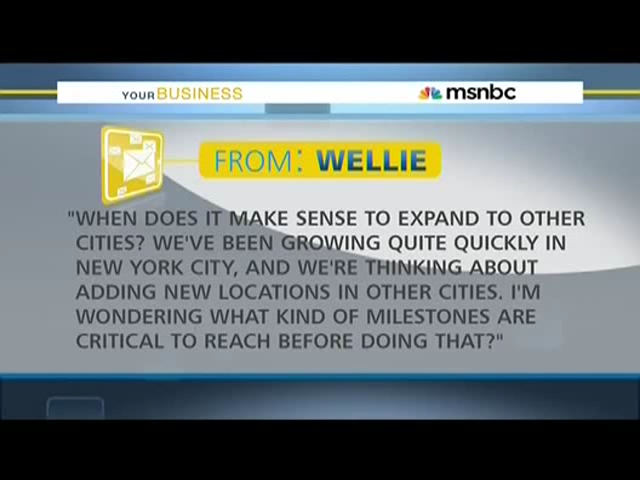 YOUR BUSINESS
msnbc
FROM: WELLIE
"WHEN DOES IT MAKE SENSE TO EXPAND TO OTHER
CITIES? WE'VE BEEN GROWING QUITE QUICKLY IN
NEW YORK CITY, AND WE'RE THINKING ABOUT
ADDING NEW LOCATIONS IN OTHER CITIES. I'M
WONDERING WHAT KIND OF MILESTONES ARE
CRITICAL TO REACH BEFORE DOING THAT?"